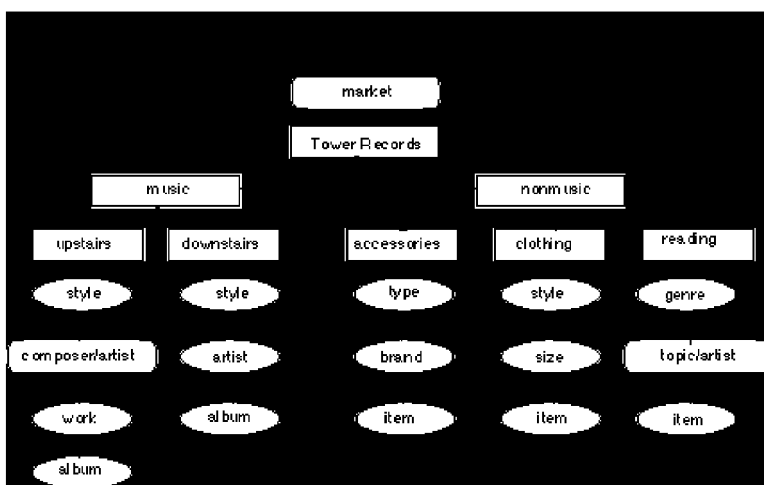 market
Tower Records
music
nonmusic
upstairs
downstairs
accessories
clothing
reading
style
style
type
style
genre
composer/artist
artist
brand
size
topic/artist
work
album
item
item
item
album